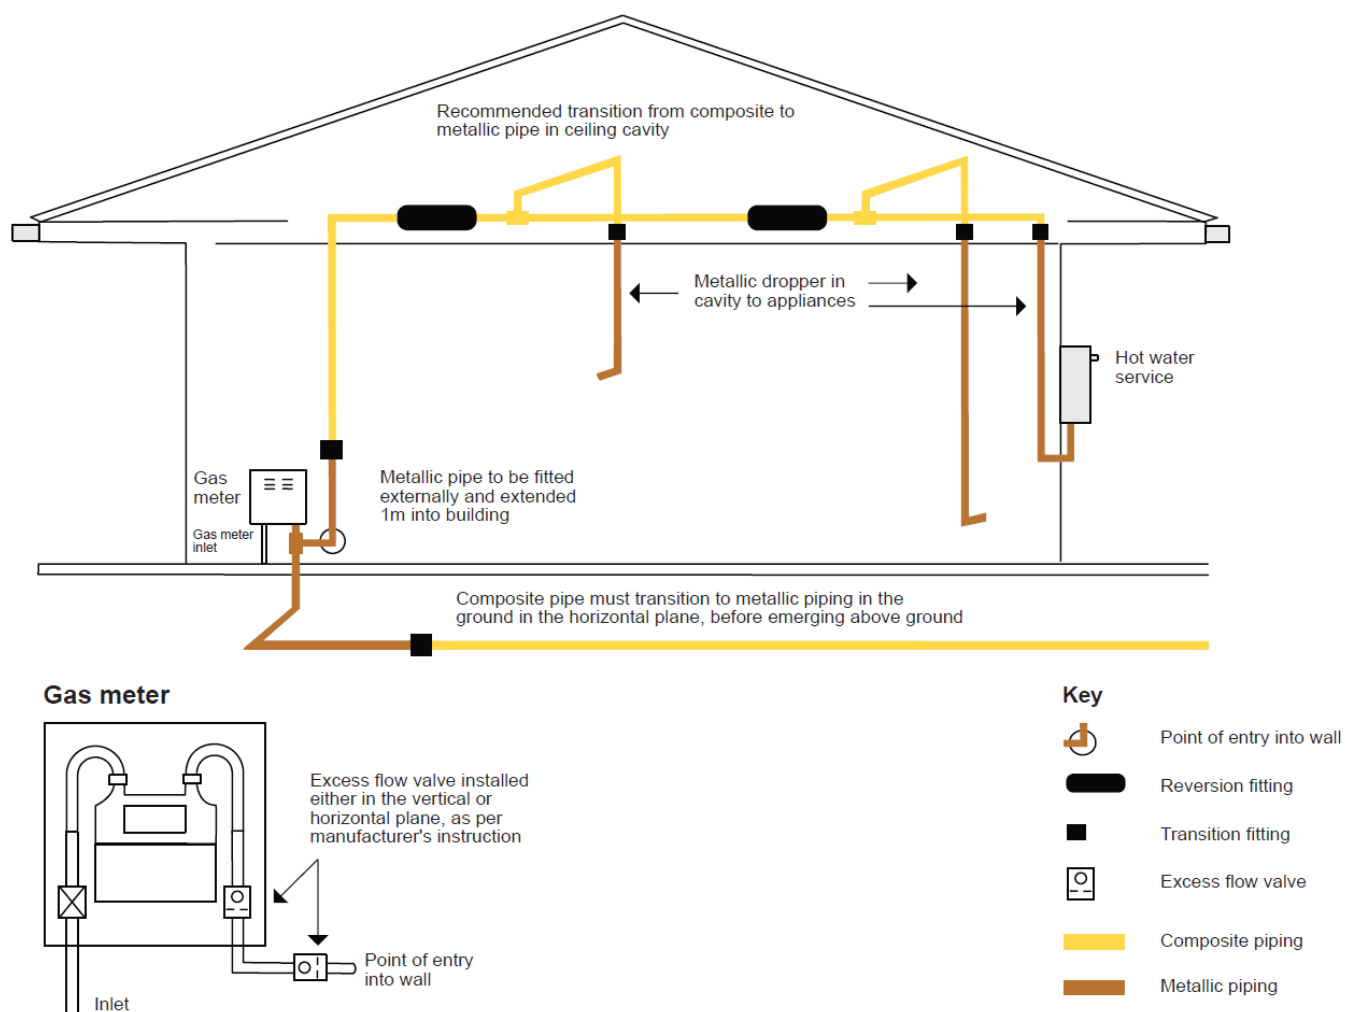 Recommended transition from composite to
metallic pipe in ceiling cavity
Metallic dropper in
cavity to appliances
Hot water
service
Gas
meter
Gas meter
inlet
Metallic pipe to be fitted
externally and extended
1m into building
Composite pipe must transition to metallic piping in the
ground in the horizontal plane, before emerging above ground
Gas meter
Excess flow valve installed
either in the vertical or
horizontal plane, as per
manufacturer's instruction
Point of entry
into wall
Inlet
Key
Point of entry into wall
Reversion fitting
Transition fitting
Excess flow valve
Composite piping
Metallic piping